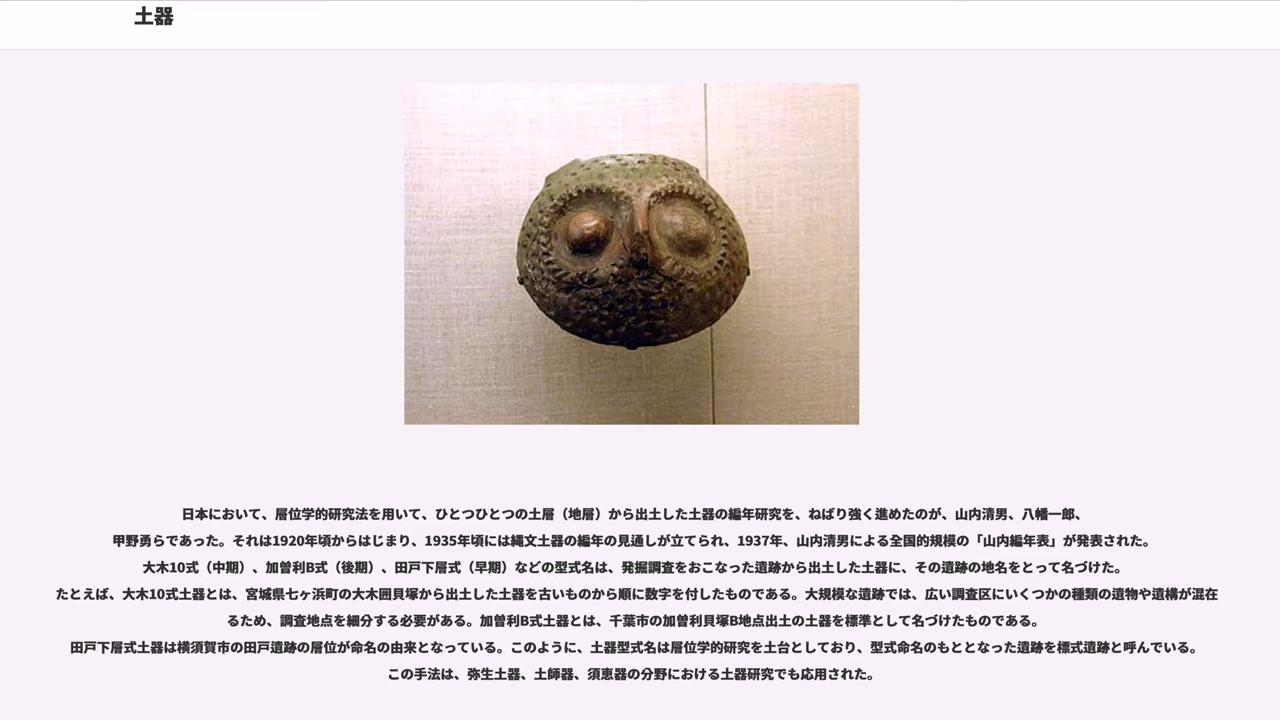 土器
日本において、層位学的研究法を用いて、ひとつひとつの土層（地層）から出土した土器の編年研究を、ねばり強く進めたのが、山内清男、八幡一郎、
甲野勇らであった。それは1920年頃からはじまり、1935年頃には縄文土器の編年の見通しが立てられ、1937年、山内清男による全国的規模の「山内編年表」が発表された。
大木10式（中期）、加曽利B式（後期）、田戸下層式（早期）などの型式名は、発掘調査をおこなった遺跡から出土した土器に、その遺跡の地名をとって名づけた。
たとえば、大木10式土器とは、宮城県七ヶ浜町の大木囲貝塚から出土した土器を古いものから順に数字を付したものである。大規模な遺跡では、広い調査区にいくつかの種類の遺物や遺構が混在
るため、調査地点を細分する必要がある。加曽利B式土器とは、千葉市の加曽利貝塚B地点出土の土器を標準として名づけたものである。
田戸下層式土器は横須賀市の田戸遺跡の層位が命名の由来となっている。このように、土器型式名は層位学的研究を土台としており、型式命名のもととなった遺跡を標式遺跡と呼んでいる。
この手法は、弥生土器、土師器、須恵器の分野における土器研究でも応用された。